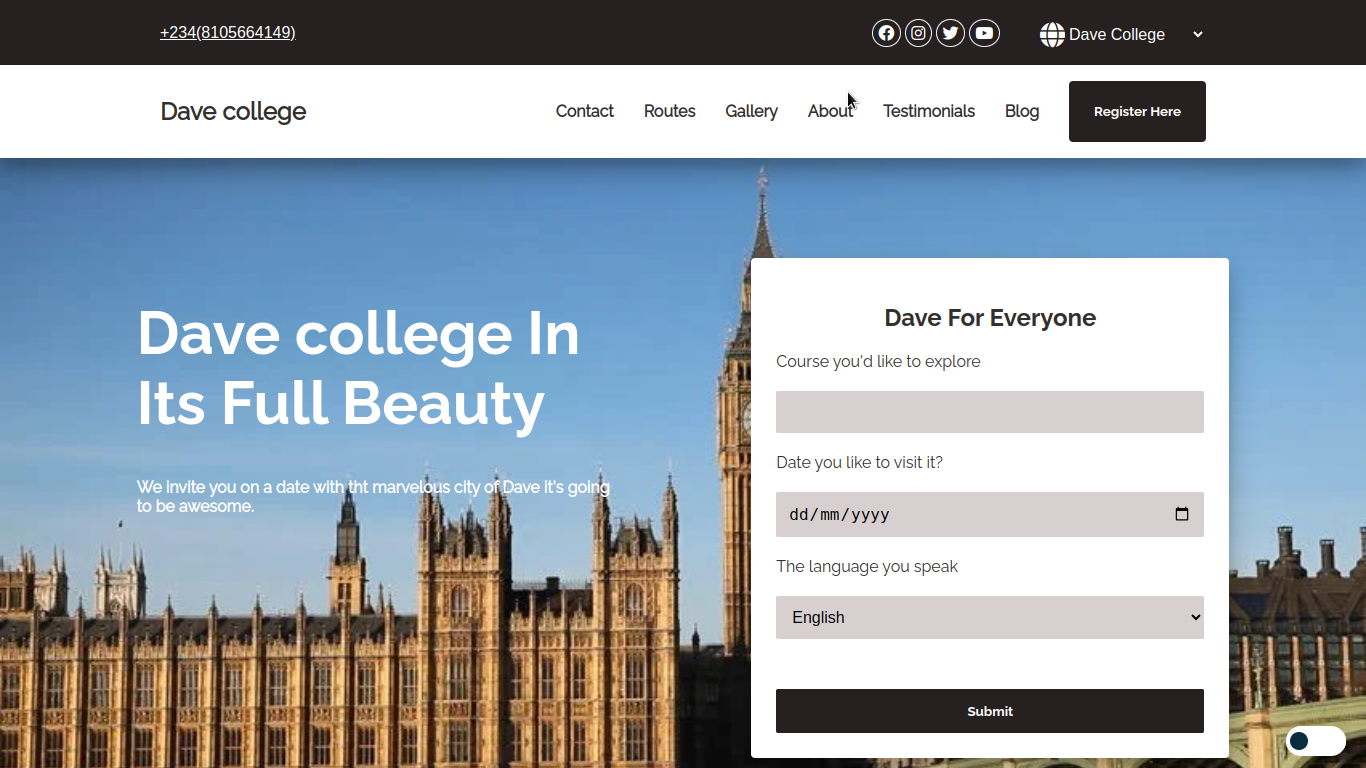 +234(8105664149)
Dave College
Dave college
Contact Routes Gallery About Testimonials Blog Register Here
Dave college In
Its Full Beauty
We invite you on a date with tht marvelous city of Dave it's going
to be awesome.
Dave For Everyone
Course you'd like to explore
Date you like to visit it?
dd/mm/yyyy
The language you speak
English
Submit